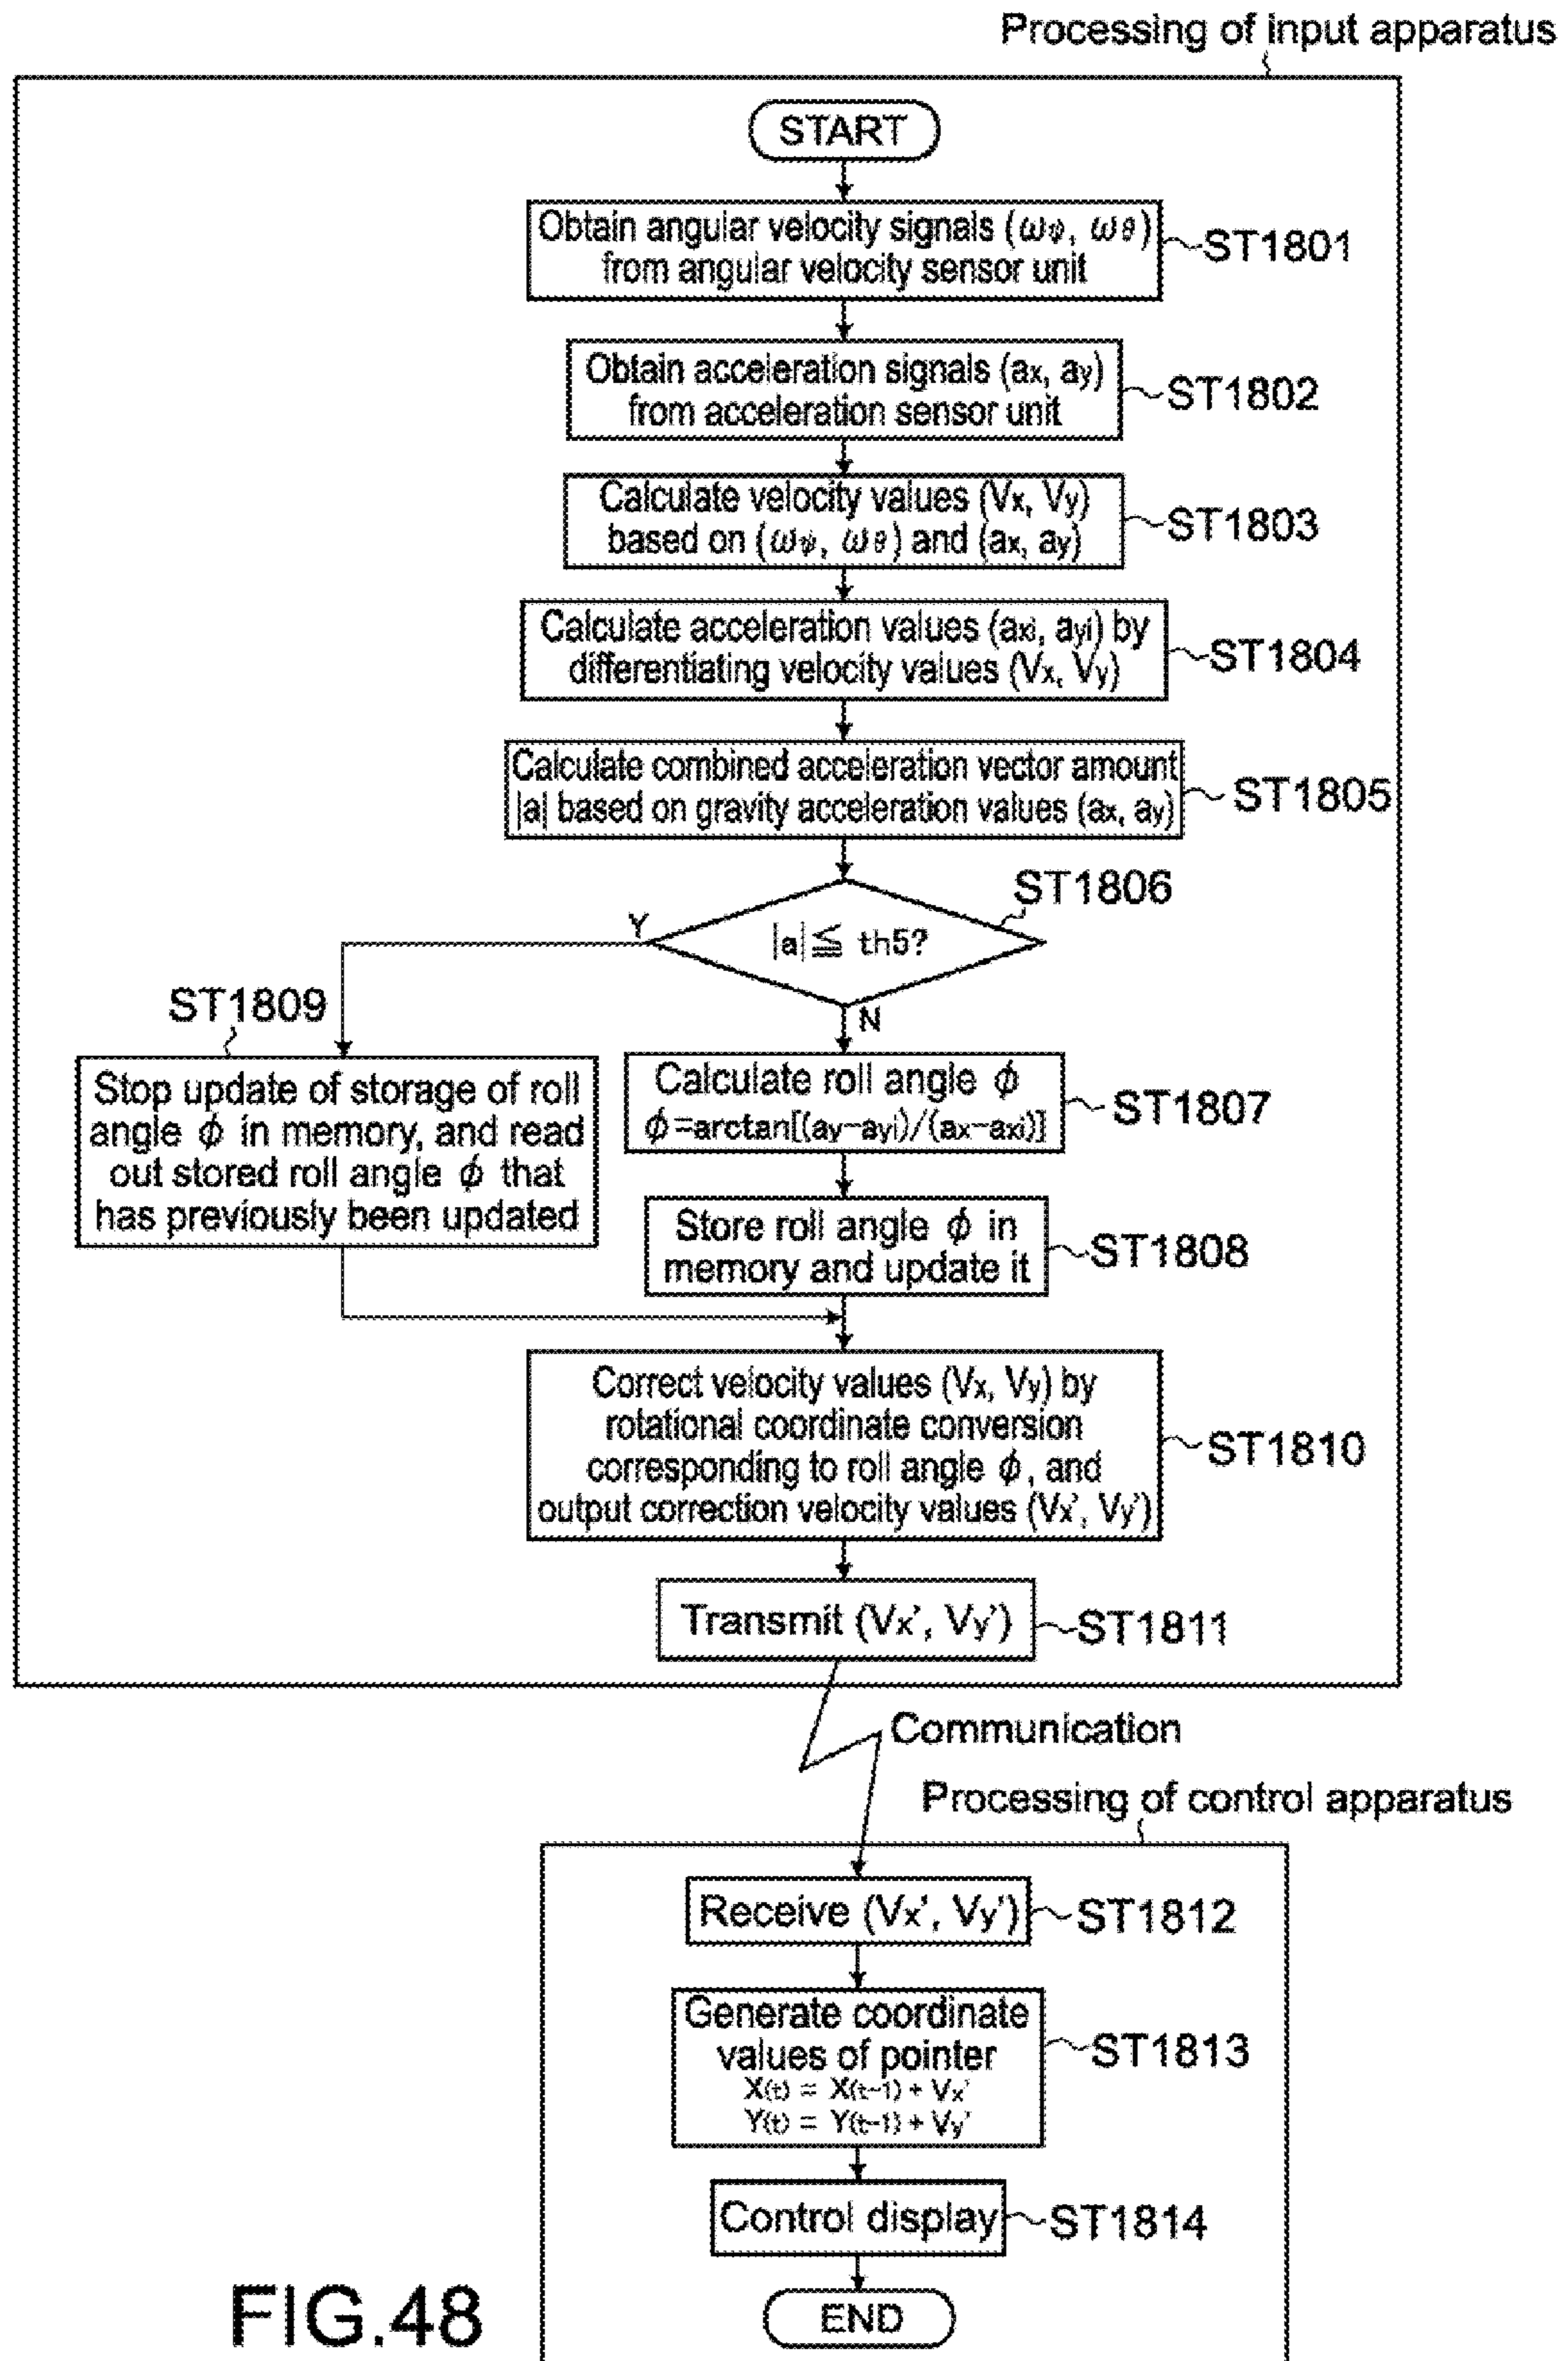 Processing of input apparatus
START
Obtain angular velocity signals (ωψ, ωθ)
from angular velocity sensor unit
ST1801
Obtain acceleration signals (ax, ay)
from acceleration sensor unit
ST1802
Calculate velocity values (Vx, Vy)
based on (ωψ, ωθ) and (ax, ay)
ST1803
Calculate acceleration values (axi, ayi) by
differentiating velocity values (Vx, Vy)
ST1804
Calculate combined acceleration vector amount
|a| based on gravity acceleration values (ax, ay)
ST1805
ST1806
|a| ≦ th5?
Y
N
ST1809
Stop update of storage of roll
angle ϕ in memory, and read
out stored roll angle ϕ that
has previously been updated
Calculate roll angle ϕ
ϕ=arctan[(ay-ayi)/(ax-axi)]
ST1807
Store roll angle ϕ in
memory and update it
ST1808
Correct velocity values (Vx, Vy) by
rotational coordinate conversion
corresponding to roll angle ϕ, and
output correction velocity values (Vx', Vy')
ST1810
Transmit (Vx', Vy')
ST1811
Communication
Processing of control apparatus
Receive (Vx', Vy')
ST1812
Generate coordinate
values of pointer
X(t) = X(t-1) + Vx'
Y(t) = Y(t-1) + Vy'
ST1813
Control display
ST1814
END
FIG.48